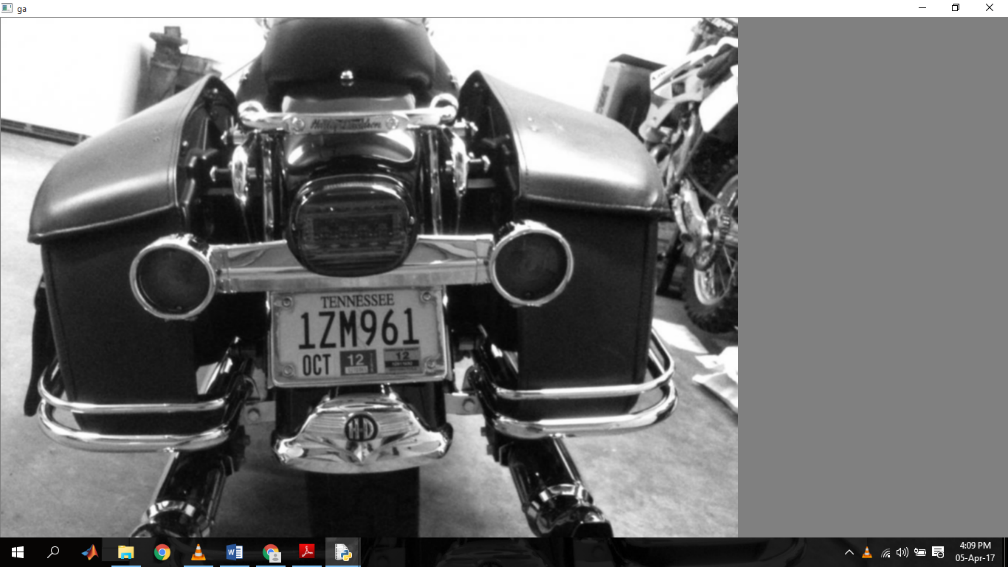 ga
TENNESSEE
1ZM961
OCT 12 12
H-D
4:09 PM
05-Apr-17